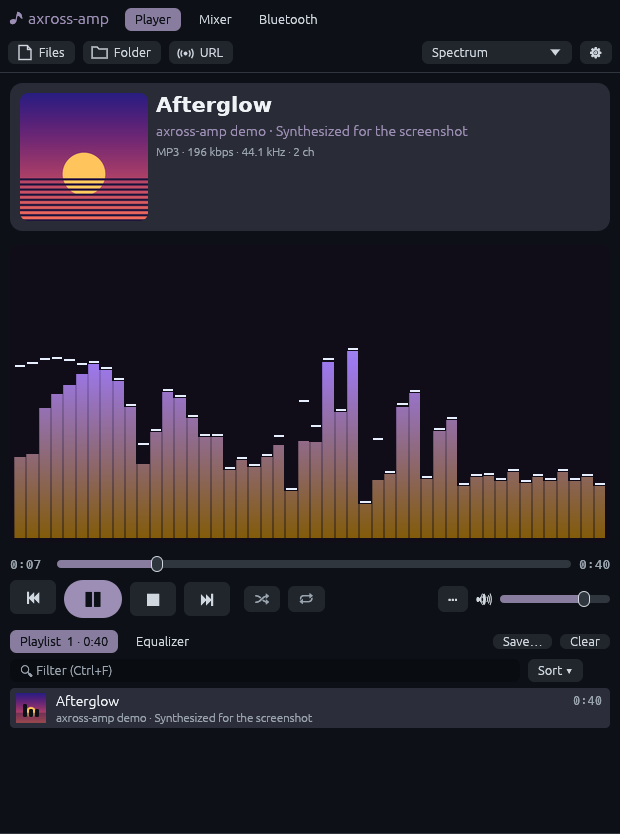 axross-amp Player Mixer Bluetooth
Files Folder URL Spectrum
Afterglow
axross-amp demo · Synthesized for the screenshot
MP3 · 196 kbps · 44.1 kHz · 2 ch
0:07 0:40
...
Playlist 1 · 0:40 Equalizer Save... Clear
Filter (Ctrl+F) Sort ▾
Afterglow 0:40
axross-amp demo · Synthesized for the screenshot